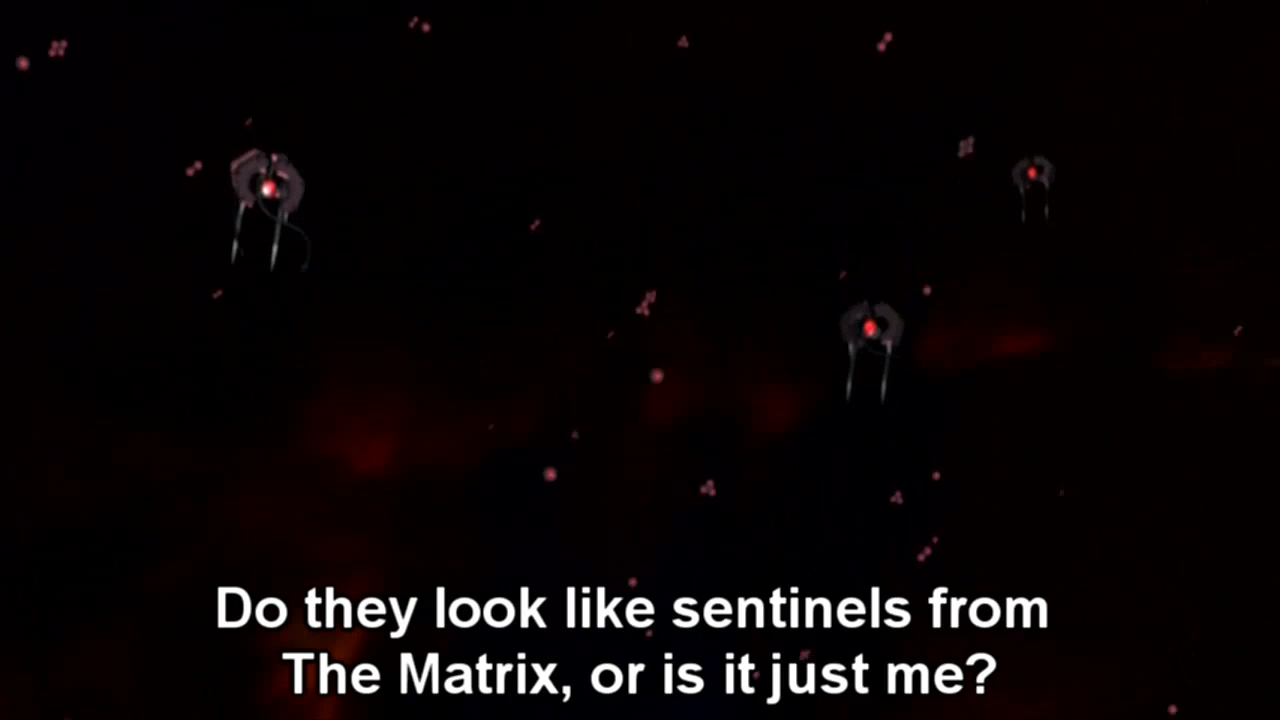 Do they look like sentinels from
The Matrix, or is it just me?